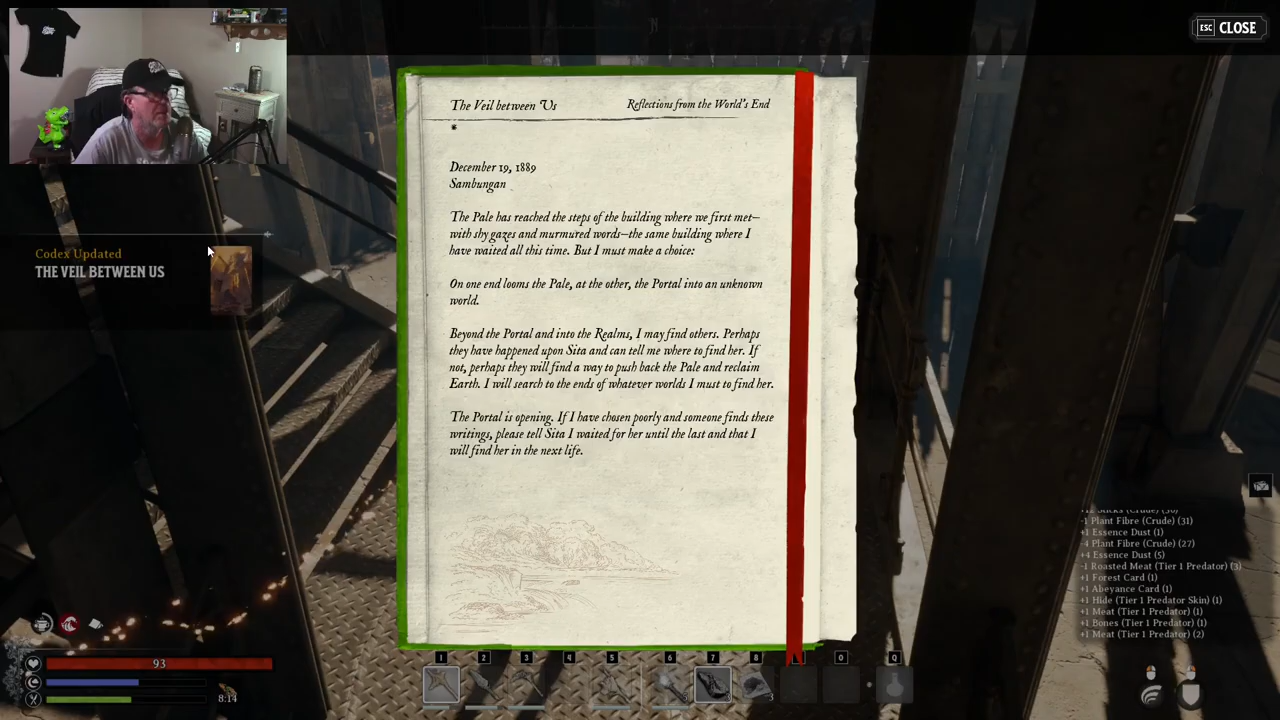 ESC CLOSE
The Veil between Us
Reflections from the World's End
*
December 19, 1889
Sambungan
The Pale has reached the steps of the building where we first met—
with shy gazes and murmured words—the same building where I
have waited all this time. But I must make a choice:
On one end looms the Pale, at the other, the Portal into an unknown
world.
Beyond the Portal and into the Realms, I may find others. Perhaps
they have happened upon Sita and can tell me where to find her. If
not, perhaps they will find a way to push back the Pale and reclaim
Earth. I will search to the ends of whatever worlds I must to find her.
The Portal is opening. If I have chosen poorly and someone finds these
writings, please tell Sita I waited for her until the last and that I
will find her in the next life.
Codex Updated
THE VEIL BETWEEN US
-1 Plant Fibre (Crude) (31)
+1 Essence Dust (1)
-4 Plant Fibre (Crude) (27)
+4 Essence Dust (5)
-1 Roasted Meat (Tier 1 Predator) (3)
+1 Forest Card (1)
+1 Abeyance Card (1)
+1 Hide (Tier 1 Predator Skin) (1)
+1 Meat (Tier 1 Predator) (1)
+1 Bones (Tier 1 Predator) (1)
+1 Meat (Tier 1 Predator) (2)
93
8:14
1 2 3 4 5 6 7 8 0 Q